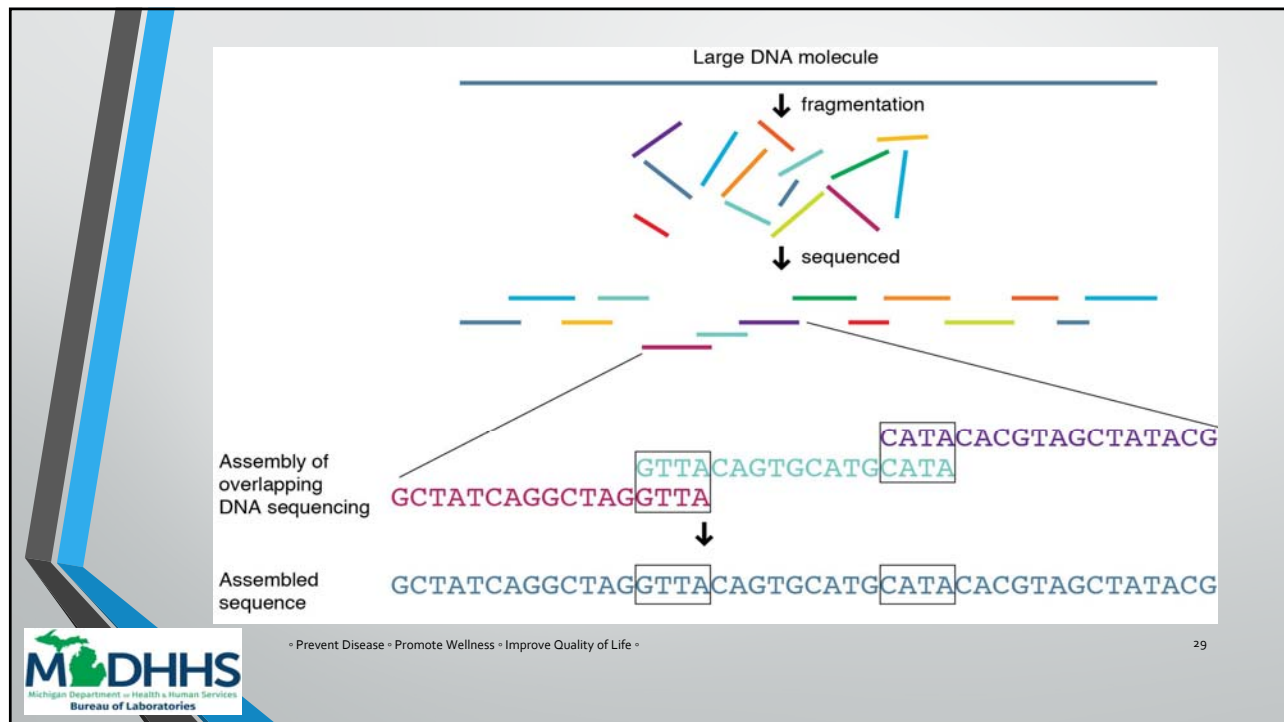 Large DNA molecule
fragmentation
sequenced
CATACACGTAGCTATACG
GTTACAGTGCATGCATA
Assembly of
overlapping
DNA sequencing
GCTATCAGGCTAGGTTA
Assembled
sequence
GCTATCAGGCTAGGTTACAGTGCATGCATACACGTAGCTATACG
◦ Prevent Disease ◦ Promote Wellness ◦ Improve Quality of Life ◦
29
MDHHS
Michigan Department of Health & Human Services
Bureau of Laboratories